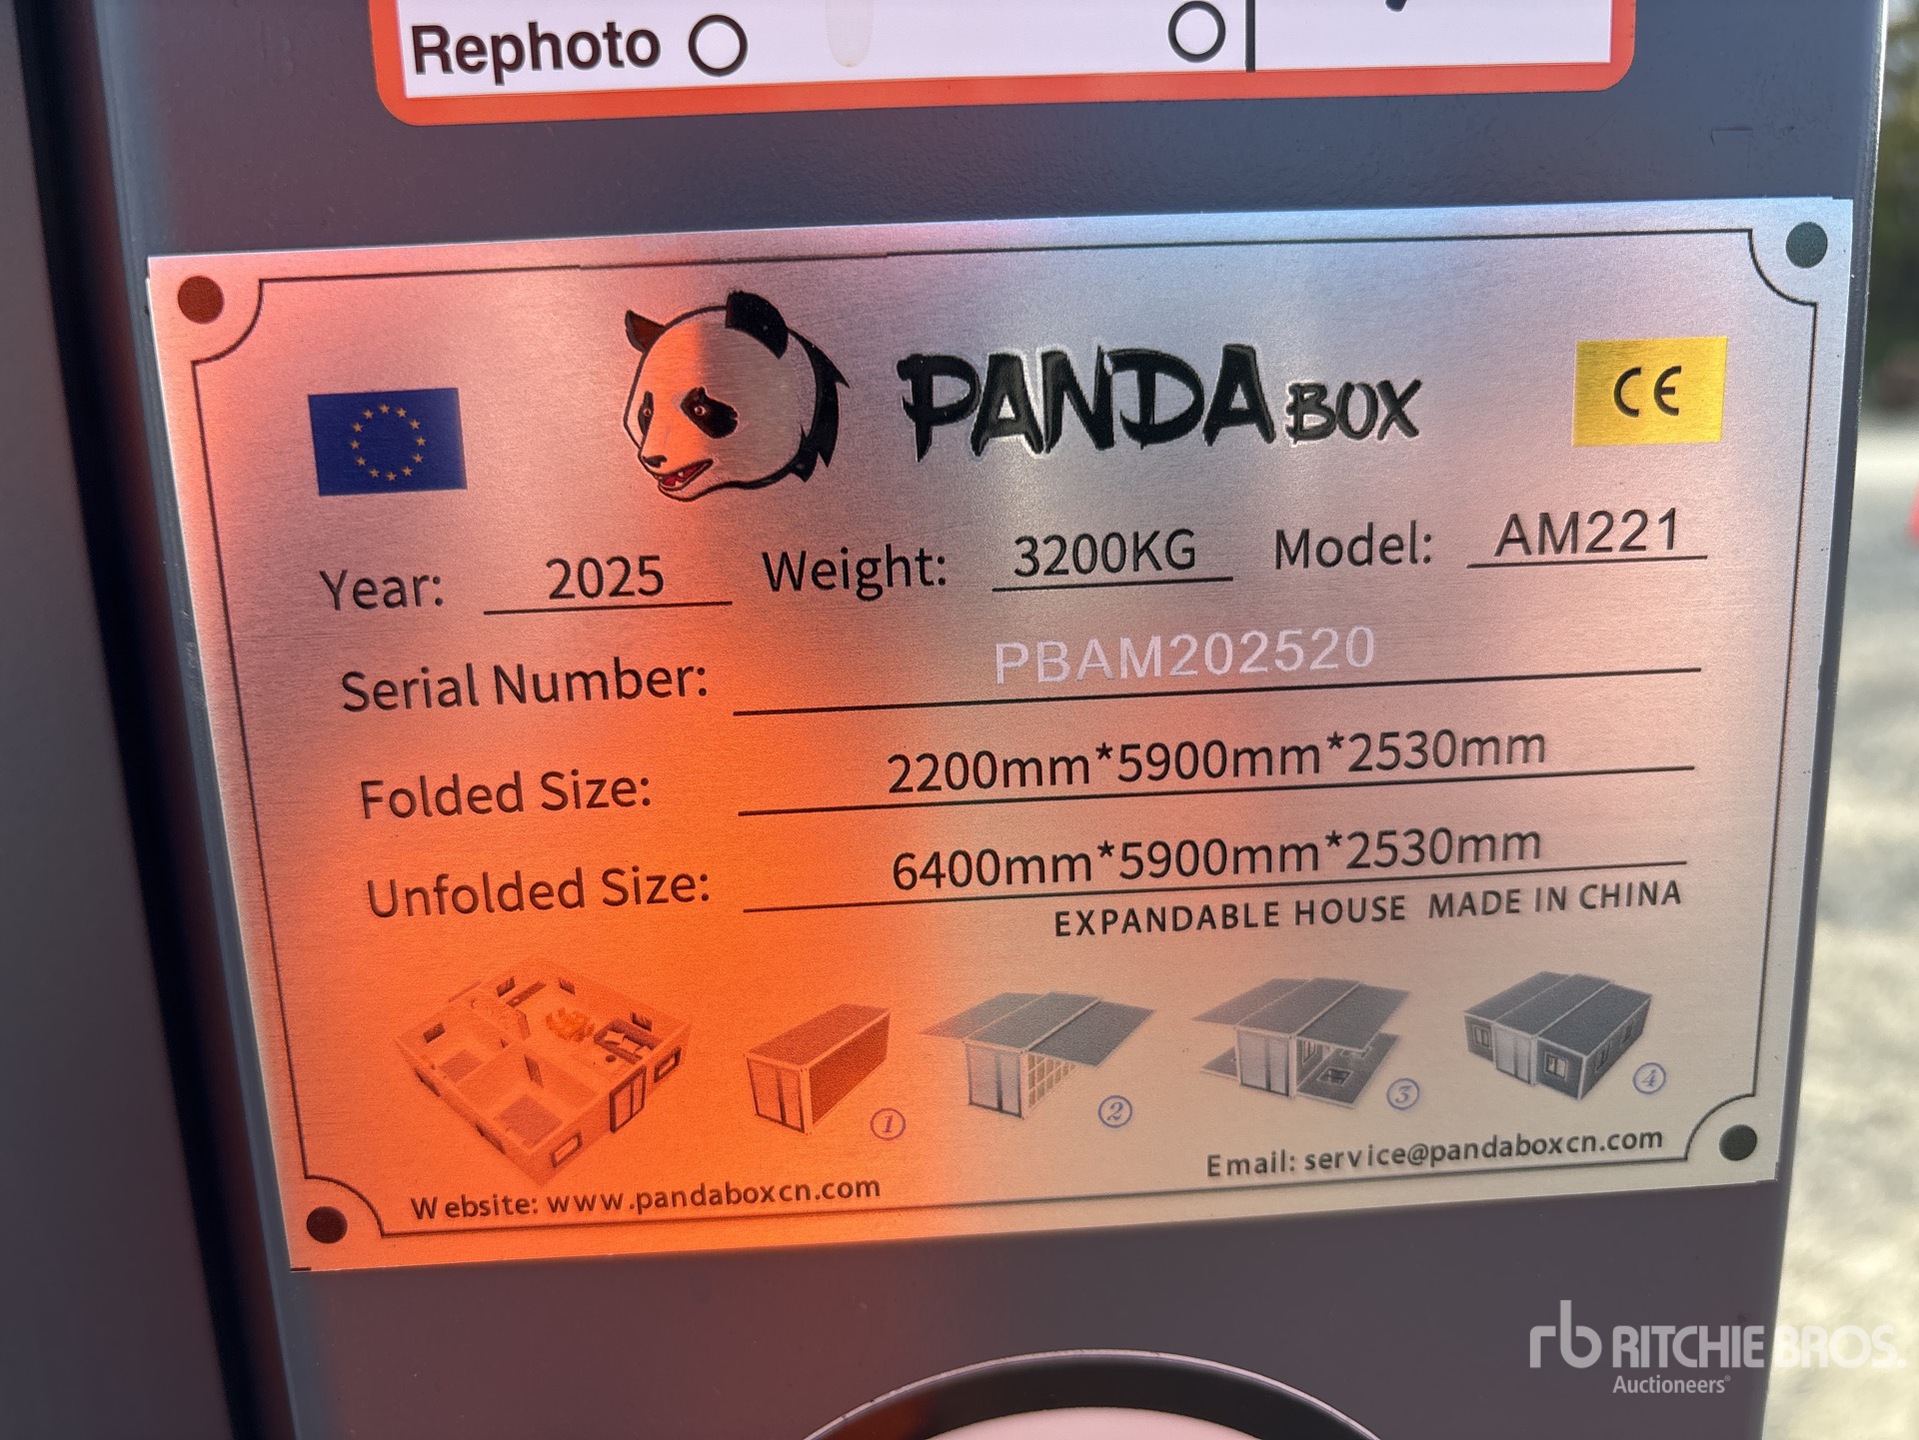 Rephoto
PANDA BOX
CE
Year: 2025 Weight: 3200KG Model: AM221
Serial Number: PBAM202520
Folded Size: 2200mm*5900mm*2530mm
Unfolded Size: 6400mm*5900mm*2530mm
EXPANDABLE HOUSE MADE IN CHINA
1 2 3 4
Website: www.pandaboxcn.com
Email: service@pandaboxcn.com
rb RITCHIE BROS.
Auctioneers®